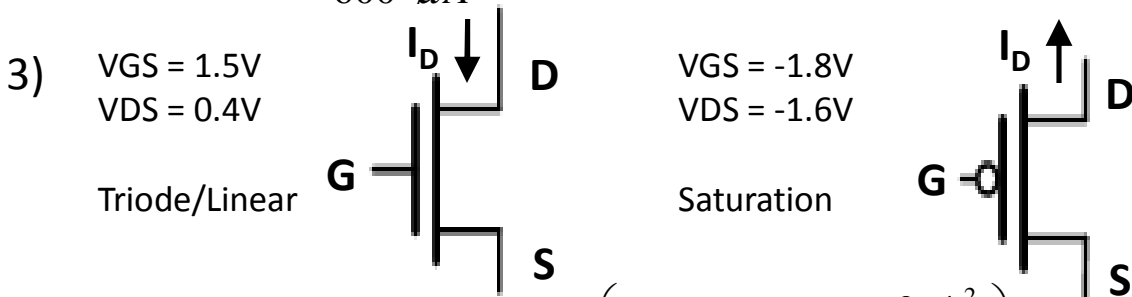 3)
VGS = 1.5V
VDS = 0.4V
Triode/Linear
I_D
D
G
S
VGS = -1.8V
VDS = -1.6V
Saturation
I_D
D
G
S